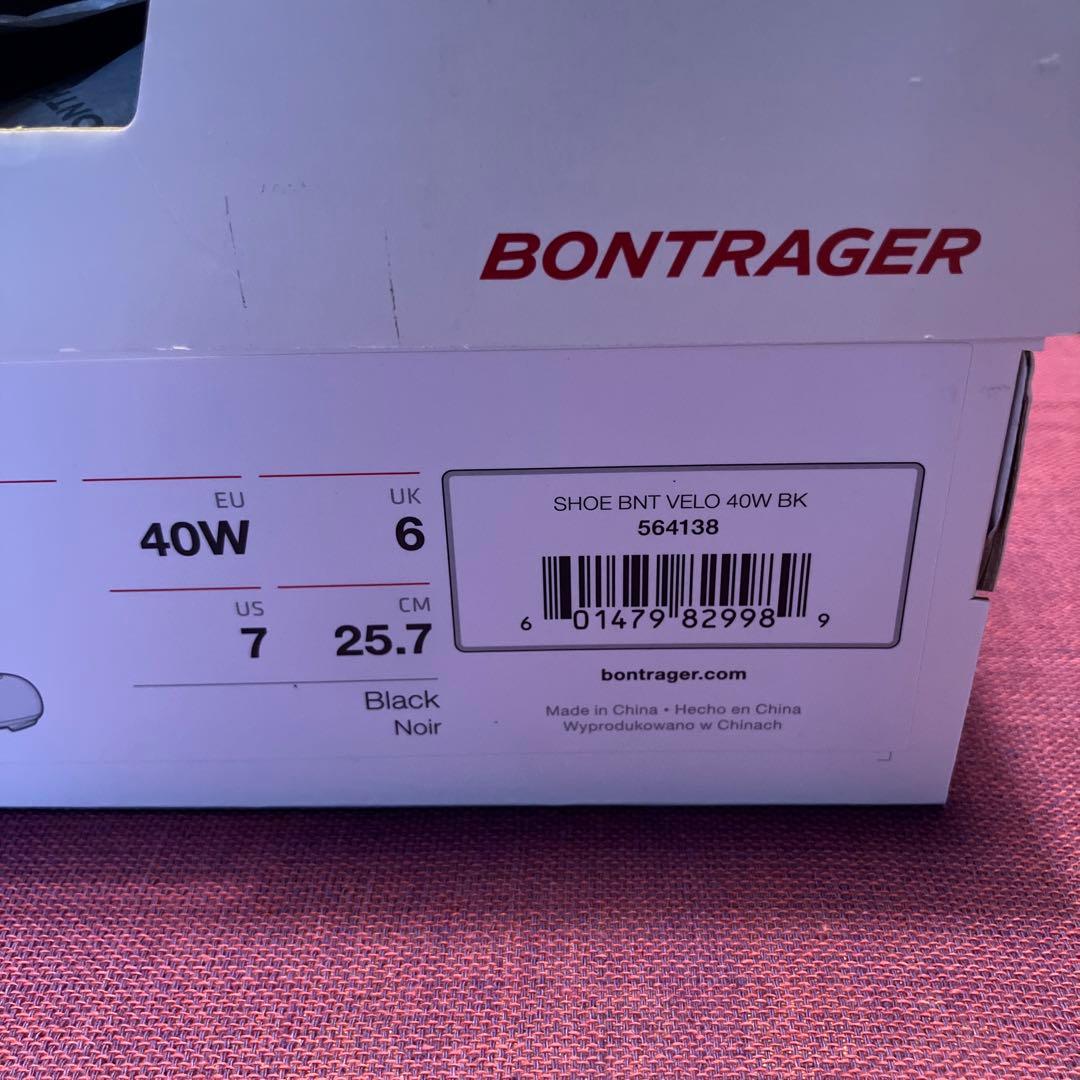 BONTRAGER
EU
40W
UK
6
US
7
CM
25.7
Black
Noir
SHOE BNT VELO 40W BK
564138
6 01479 82998 9
bontrager.com
Made in China • Hecho en China
Wyprodukowano w Chinach